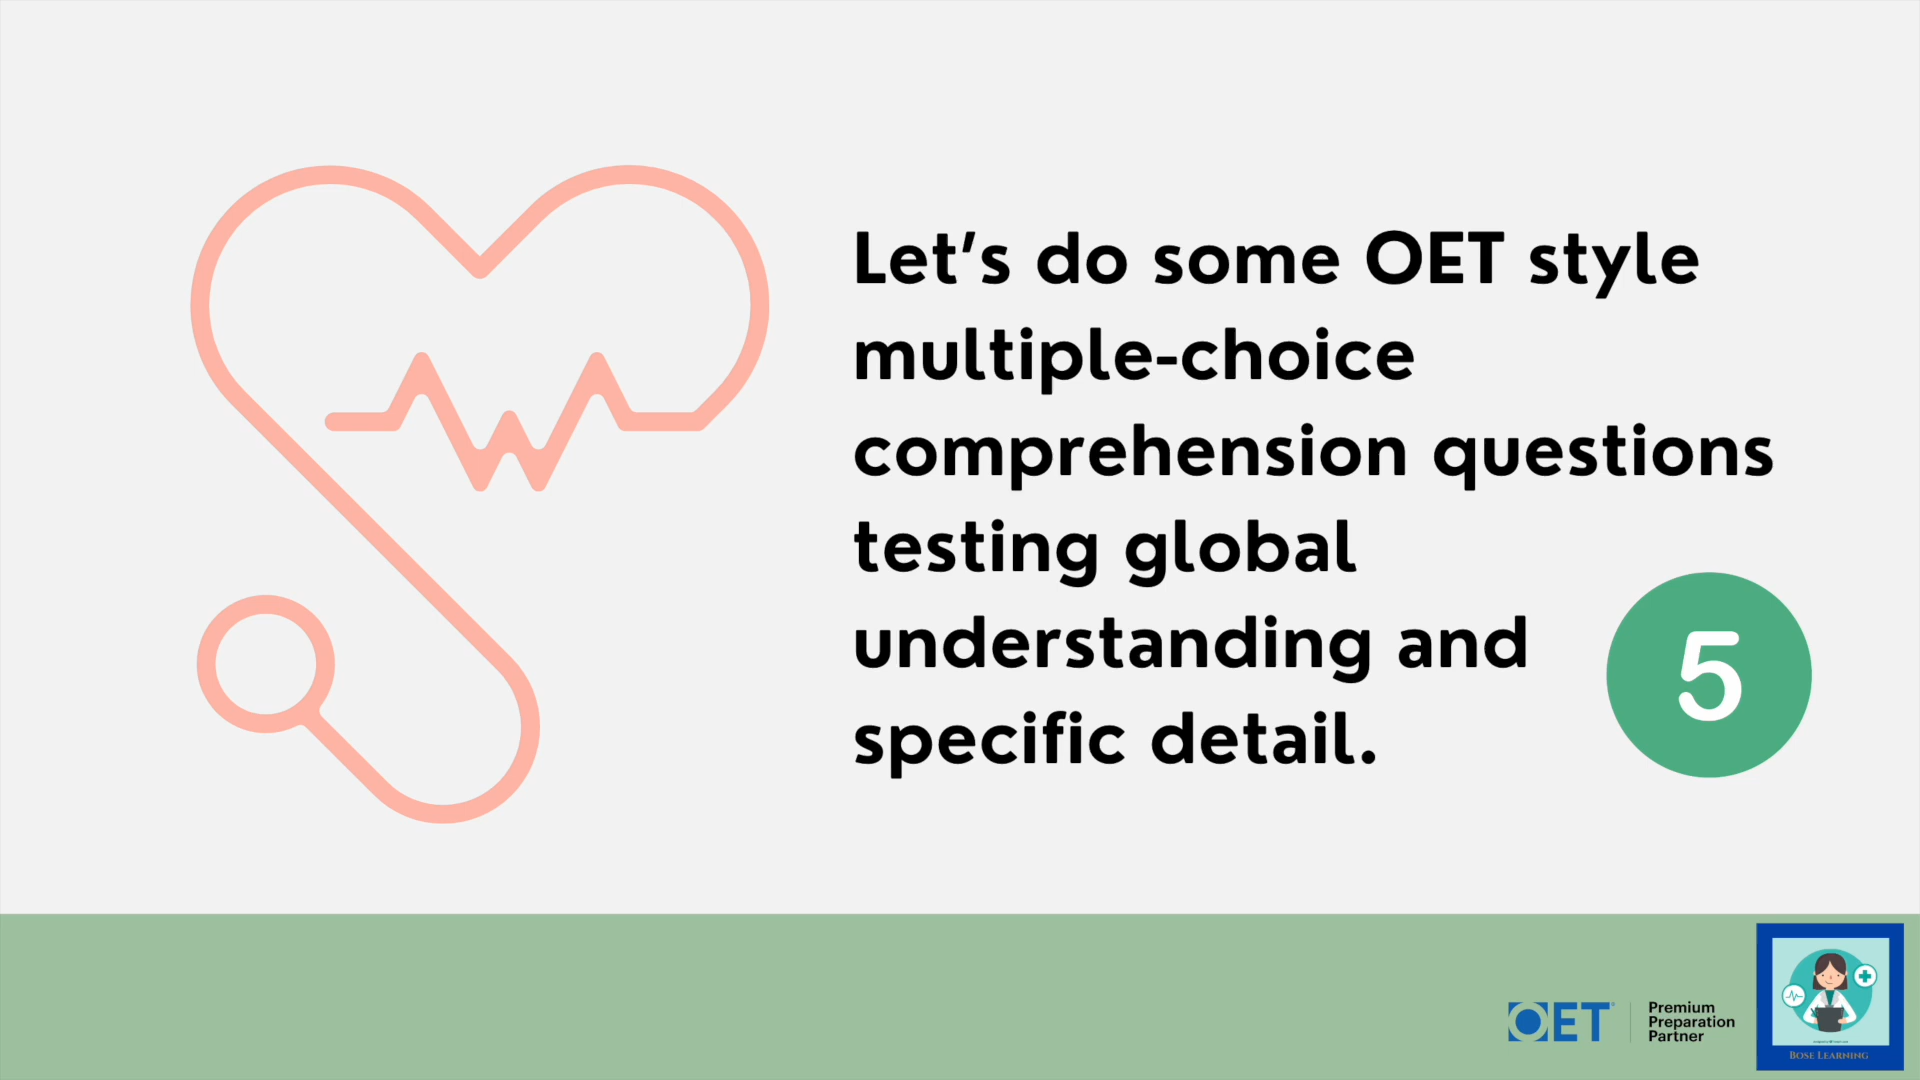 Let's do some OET style
multiple-choice
comprehension questions
testing global
understanding and
specific detail.
5
OET
Premium
Preparation
Partner
BOSE LEARNING